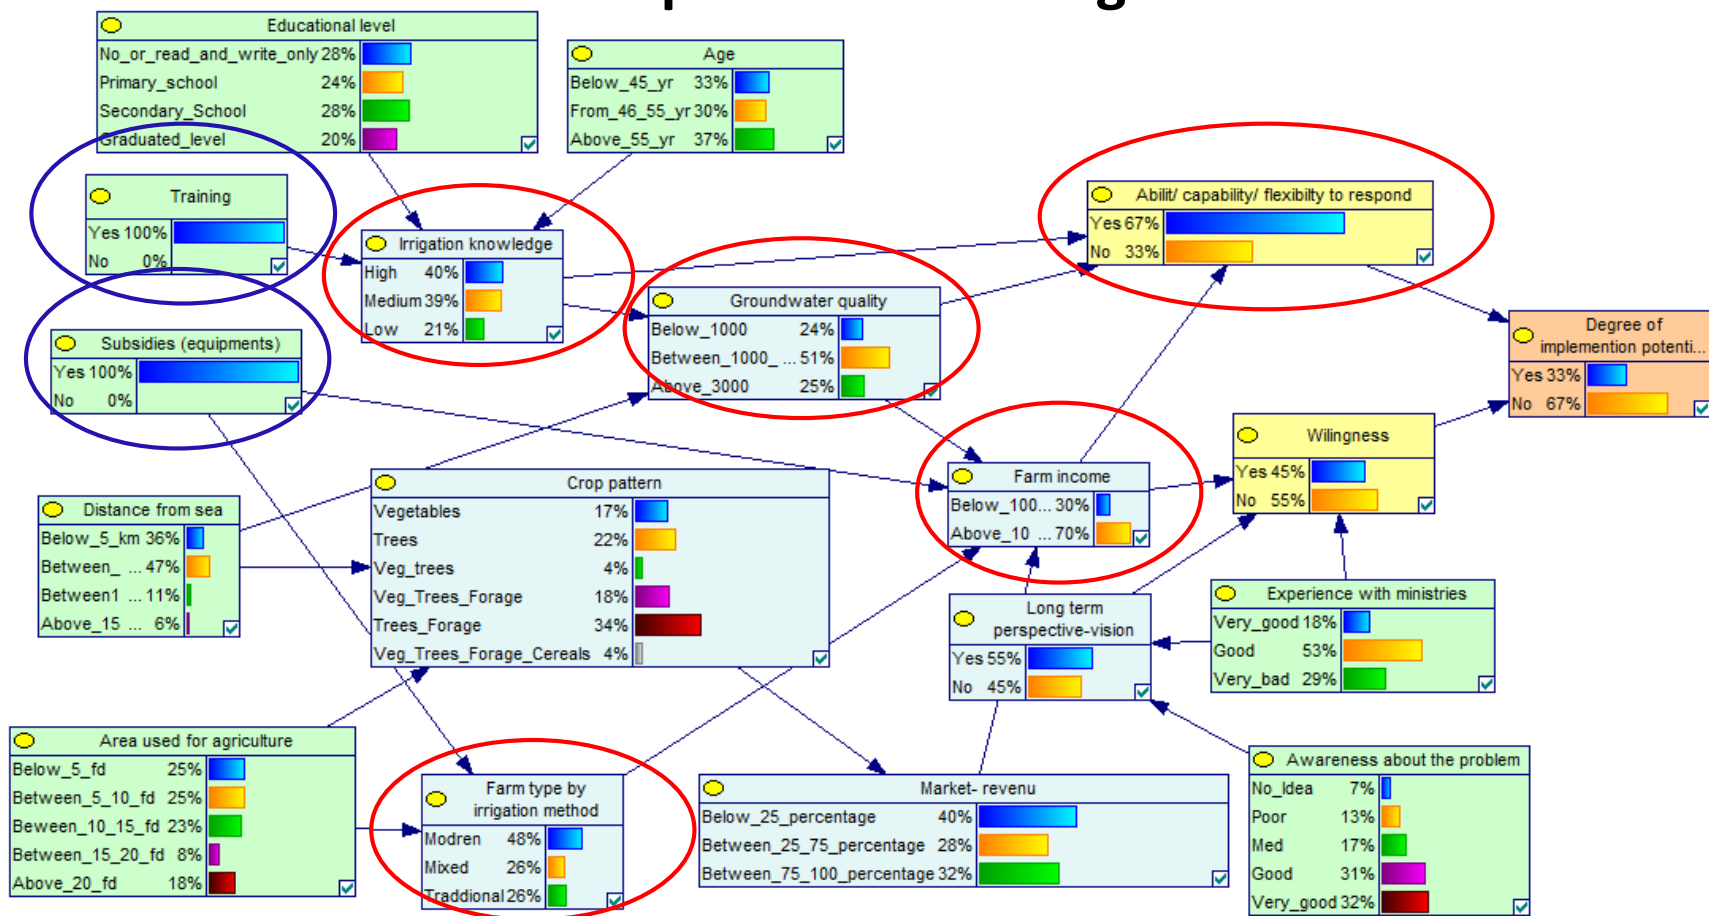 Educational level
No_or_read_and_write_only 28%
Primary_school 24%
Secondary_School 28%
Graduated_level 20%
Age
Below_45_yr 33%
From_46_55_yr 30%
Above_55_yr 37%
Training
Yes 100%
No 0%
Irrigation knowledge
High 40%
Medium 39%
Low 21%
Abilit/ capability/ flexibilty to respond
Yes 67%
No 33%
Groundwater quality
Below_1000 24%
Between_1000_ ... 51%
Above_3000 25%
Subsidies (equipments)
Yes 100%
No 0%
Degree of
implemention potenti...
Yes 33%
No 67%
Wilingness
Yes 45%
No 55%
Farm income
Below_100... 30%
Above_10 ... 70%
Crop pattern
Vegetables 17%
Trees 22%
Veg_trees 4%
Veg_Trees_Forage 18%
Trees_Forage 34%
Veg_Trees_Forage_Cereals 4%
Distance from sea
Below_5_km 36%
Between_ ... 47%
Between1 ... 11%
Above_15 ... 6%
Long term
perspective-vision
Yes 55%
No 45%
Experience with ministries
Very_good 18%
Good 53%
Very_bad 29%
Area used for agriculture
Below_5_fd 25%
Between_5_10_fd 25%
Beween_10_15_fd 23%
Between_15_20_fd 8%
Above_20_fd 18%
Farm type by
irrigation method
Modren 48%
Mixed 26%
Traddional 26%
Market- revenu
Below_25_percentage 40%
Between_25_75_percentage 28%
Between_75_100_percentage 32%
Awareness about the problem
No_Idea 7%
Poor 13%
Med 17%
Good 31%
Very_good 32%